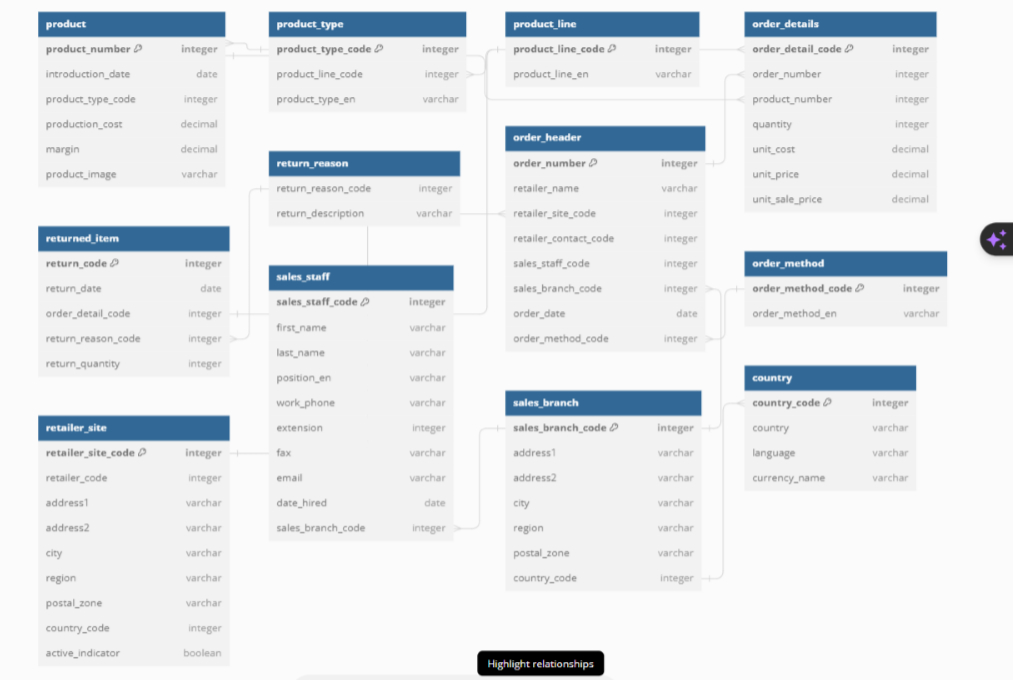 product
product_number integer
introduction_date date
product_type_code integer
production_cost decimal
margin decimal
product_image varchar
product_type
product_type_code integer
product_line_code integer
product_type_en varchar
product_line
product_line_code integer
product_line_en varchar
order_details
order_detail_code integer
order_number integer
product_number integer
quantity integer
unit_cost decimal
unit_price decimal
unit_sale_price decimal
return_reason
return_reason_code integer
return_description varchar
order_header
order_number integer
retailer_name varchar
retailer_site_code integer
retailer_contact_code integer
sales_staff_code integer
sales_branch_code integer
order_date date
order_method_code integer
returned_item
return_code integer
return_date date
order_detail_code integer
return_reason_code integer
return_quantity integer
sales_staff
sales_staff_code integer
first_name varchar
last_name varchar
position_en varchar
work_phone varchar
extension integer
fax varchar
email varchar
date_hired date
sales_branch_code integer
order_method
order_method_code integer
order_method_en varchar
country
country_code integer
country varchar
language varchar
currency_name varchar
retailer_site
retailer_site_code integer
retailer_code integer
address1 varchar
address2 varchar
city varchar
region varchar
postal_zone varchar
country_code integer
active_indicator boolean
sales_branch
sales_branch_code integer
address1 varchar
address2 varchar
city varchar
region varchar
postal_zone varchar
country_code integer
Highlight relationships